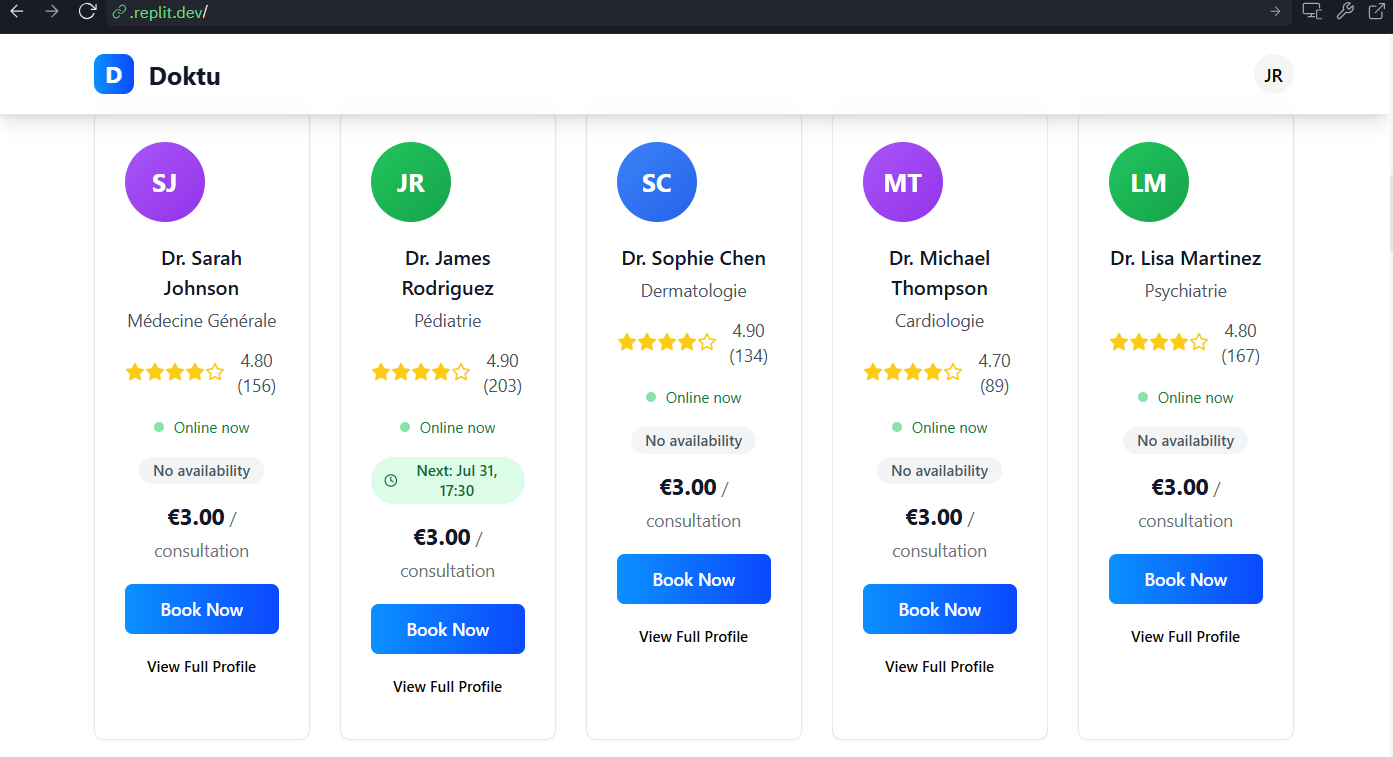 .replit.dev/
D Doktu
JR
SJ
Dr. Sarah
Johnson
Médecine Générale
4.80
(156)
Online now
No availability
€3.00 /
consultation
Book Now
View Full Profile
JR
Dr. James
Rodriguez
Pédiatrie
4.90
(203)
Online now
Next: Jul 31,
17:30
€3.00 /
consultation
Book Now
View Full Profile
SC
Dr. Sophie Chen
Dermatologie
4.90
(134)
Online now
No availability
€3.00 /
consultation
Book Now
View Full Profile
MT
Dr. Michael
Thompson
Cardiologie
4.70
(89)
Online now
No availability
€3.00 /
consultation
Book Now
View Full Profile
LM
Dr. Lisa Martinez
Psychiatrie
4.80
(167)
Online now
No availability
€3.00 /
consultation
Book Now
View Full Profile